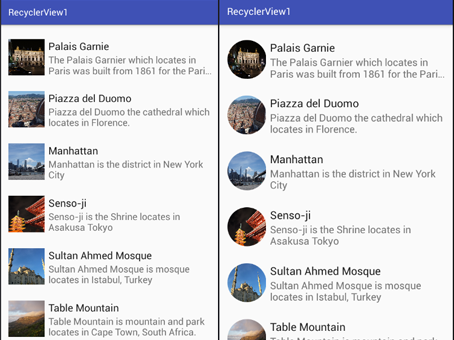 RecyclerView1
Palais Garnie
The Palais Garnier which locates in
Paris was built from 1861 for the Pari...
Piazza del Duomo
Piazza del Duomo the cathedral which
locates in Florence.
Manhattan
Manhattan is the district in New York
City
Senso-ji
Senso-ji is the Shrine locates in
Asakusa Tokyo
Sultan Ahmed Mosque
Sultan Ahmed Mosque is mosque
locates in Istabul, Turkey
Table Mountain
Table Mountain is mountain and park
locates in Cape Town, South Africa.
RecyclerView1
Palais Garnie
The Palais Garnier which locates in
Paris was built from 1861 for the Pari...
Piazza del Duomo
Piazza del Duomo the cathedral which
locates in Florence.
Manhattan
Manhattan is the district in New York
City
Senso-ji
Senso-ji is the Shrine locates in
Asakusa Tokyo
Sultan Ahmed Mosque
Sultan Ahmed Mosque is mosque
locates in Istabul, Turkey
Table Mountain
Table Mountain is mountain and park